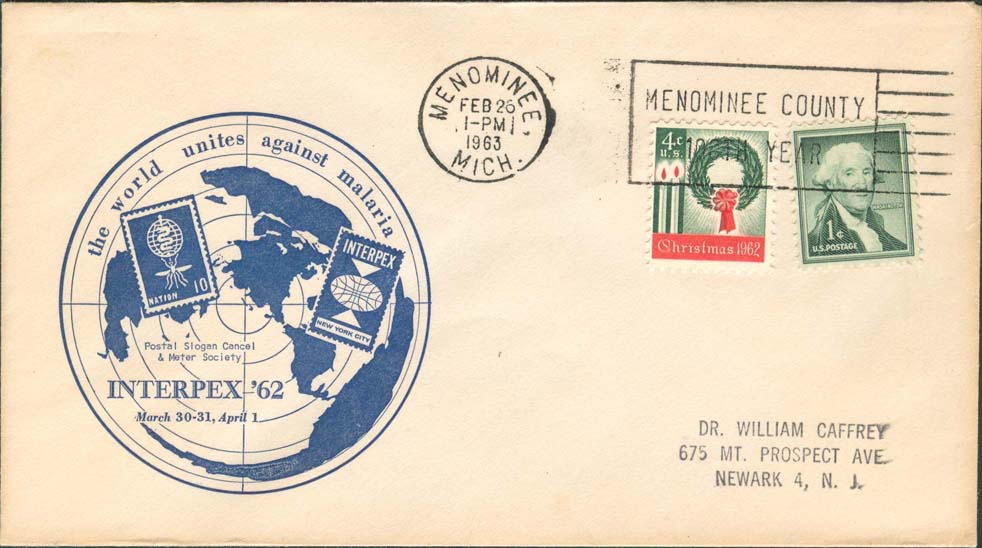 MENOMINEE,
FEB 26
1-PM
1963
MICH.
MENOMINEE COUNTY
YEAR
4c
U.S.
Christmas 1962
WASHINGTON
1¢
U.S. POSTAGE
the world unites against malaria
NATION 10
INTERPEX
NEW YORK CITY
Postal Slogan Cancel
& Meter Society
INTERPEX '62
March 30-31, April 1
DR. WILLIAM CAFFREY
675 MT. PROSPECT AVE.
NEWARK 4, N. J.